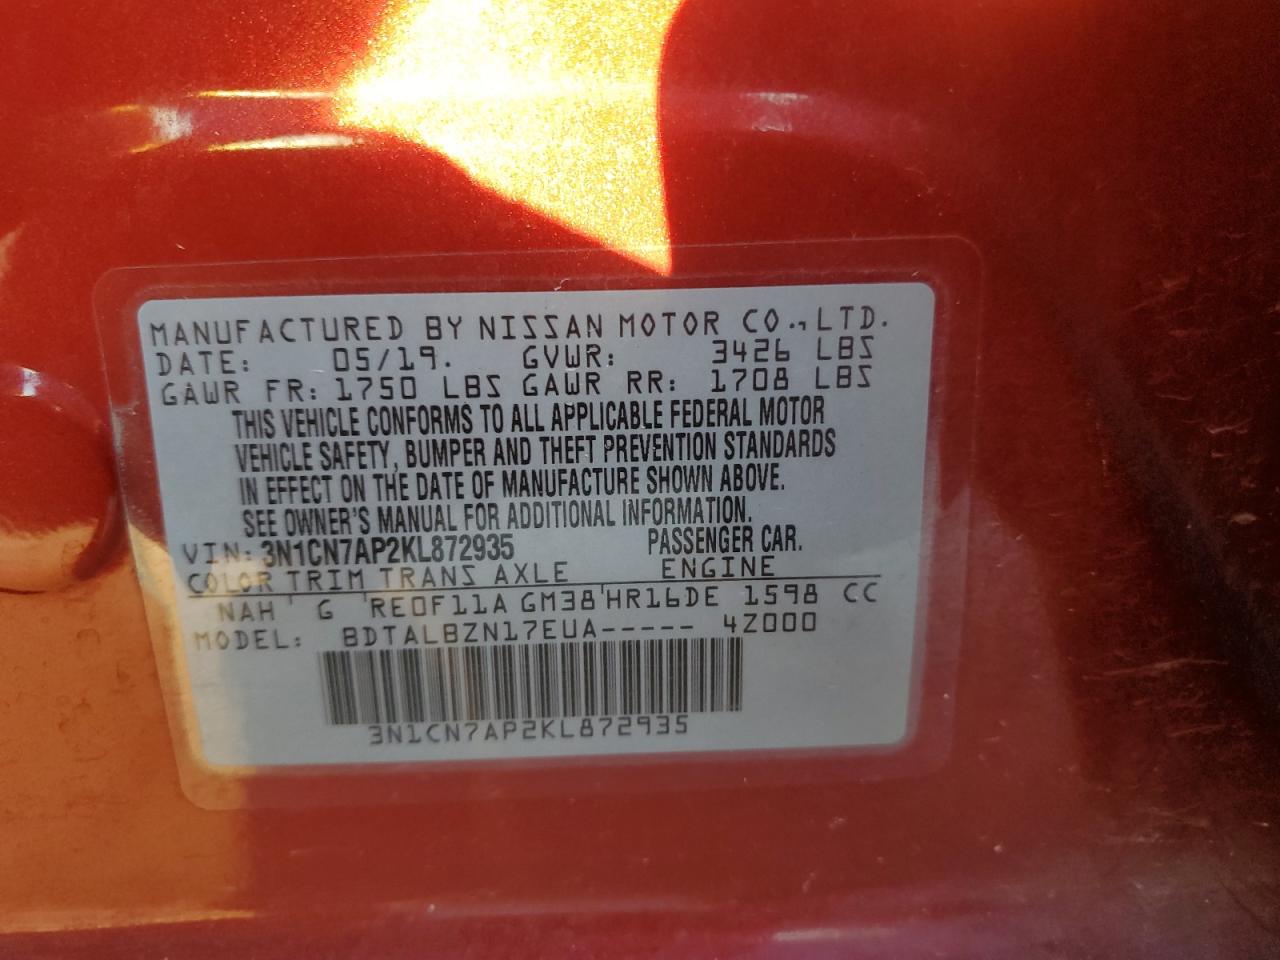 MANUFACTURED BY NISSAN MOTOR CO., LTD.
DATE: 05/19. GVWR: 3426 LBS
GAWR FR: 1750 LBS GAWR RR: 1708 LBS
THIS VEHICLE CONFORMS TO ALL APPLICABLE FEDERAL MOTOR
VEHICLE SAFETY, BUMPER AND THEFT PREVENTION STANDARDS
IN EFFECT ON THE DATE OF MANUFACTURE SHOWN ABOVE.
SEE OWNER'S MANUAL FOR ADDITIONAL INFORMATION.
VIN: 3N1CN7AP2KL872935 PASSENGER CAR.
COLOR TRIM TRANS AXLE ENGINE
NAH ' G 'RE0F11A GM38'HR16DE 1598 CC
MODEL: BDTALBZN17EUA----- 4Z000
3N1CN7AP2KL872935